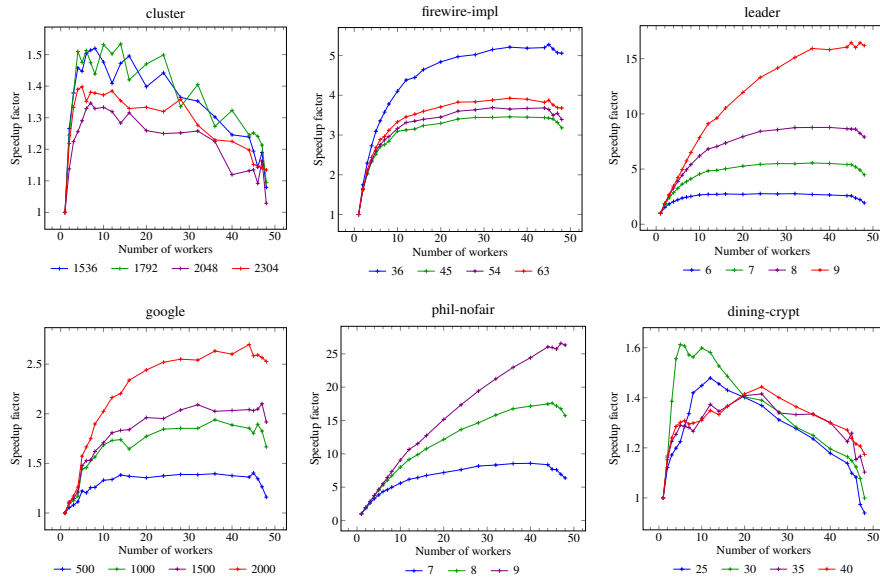 cluster
firewire-impl
leader
Speedup factor
1.5
1.4
1.3
1.2
1.1
1
0 10 20 30 40 50
Number of workers
1536 1792 2048 2304
Speedup factor
5
4
3
2
1
0 10 20 30 40 50
Number of workers
36 45 54 63
Speedup factor
15
10
5
0
0 10 20 30 40 50
Number of workers
6 7 8 9
google
phil-nofair
dining-crypt
Speedup factor
2.5
2
1.5
1
0 10 20 30 40 50
Number of workers
500 1000 1500 2000
Speedup factor
25
20
15
10
5
0
0 10 20 30 40 50
Number of workers
7 8 9
Speedup factor
1.6
1.4
1.2
1
0 10 20 30 40 50
Number of workers
25 30 35 40